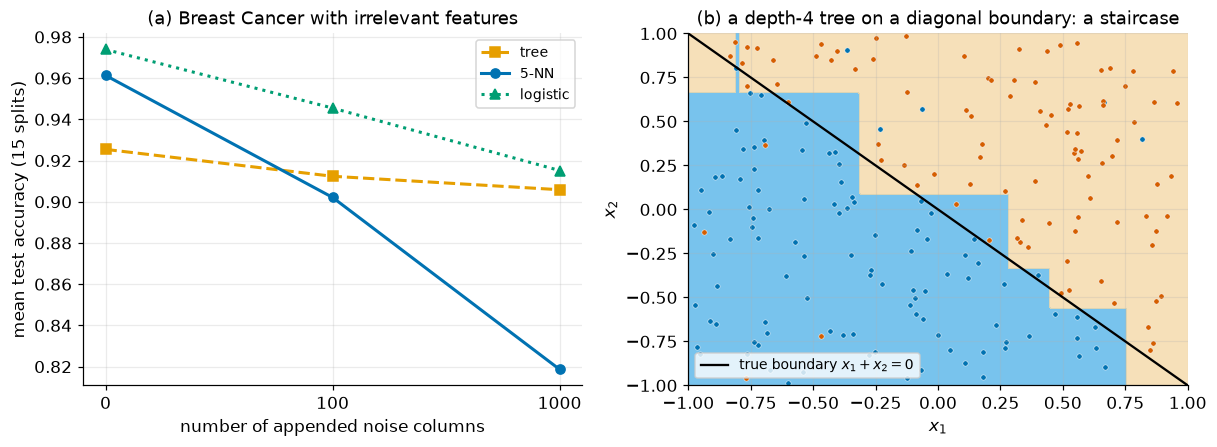 (a) Breast Cancer with irrelevant features
mean test accuracy (15 splits)
0.98
0.96
0.94
0.92
0.90
0.88
0.86
0.84
0.82
tree
5-NN
logistic
0
100
1000
number of appended noise columns
(b) a depth-4 tree on a diagonal boundary: a staircase
x₂
1.00
0.75
0.50
0.25
0.00
−0.25
−0.50
−0.75
−1.00
true boundary x₁ + x₂ = 0
−1.00 −0.75 −0.50 −0.25 0.00 0.25 0.50 0.75 1.00
x₁